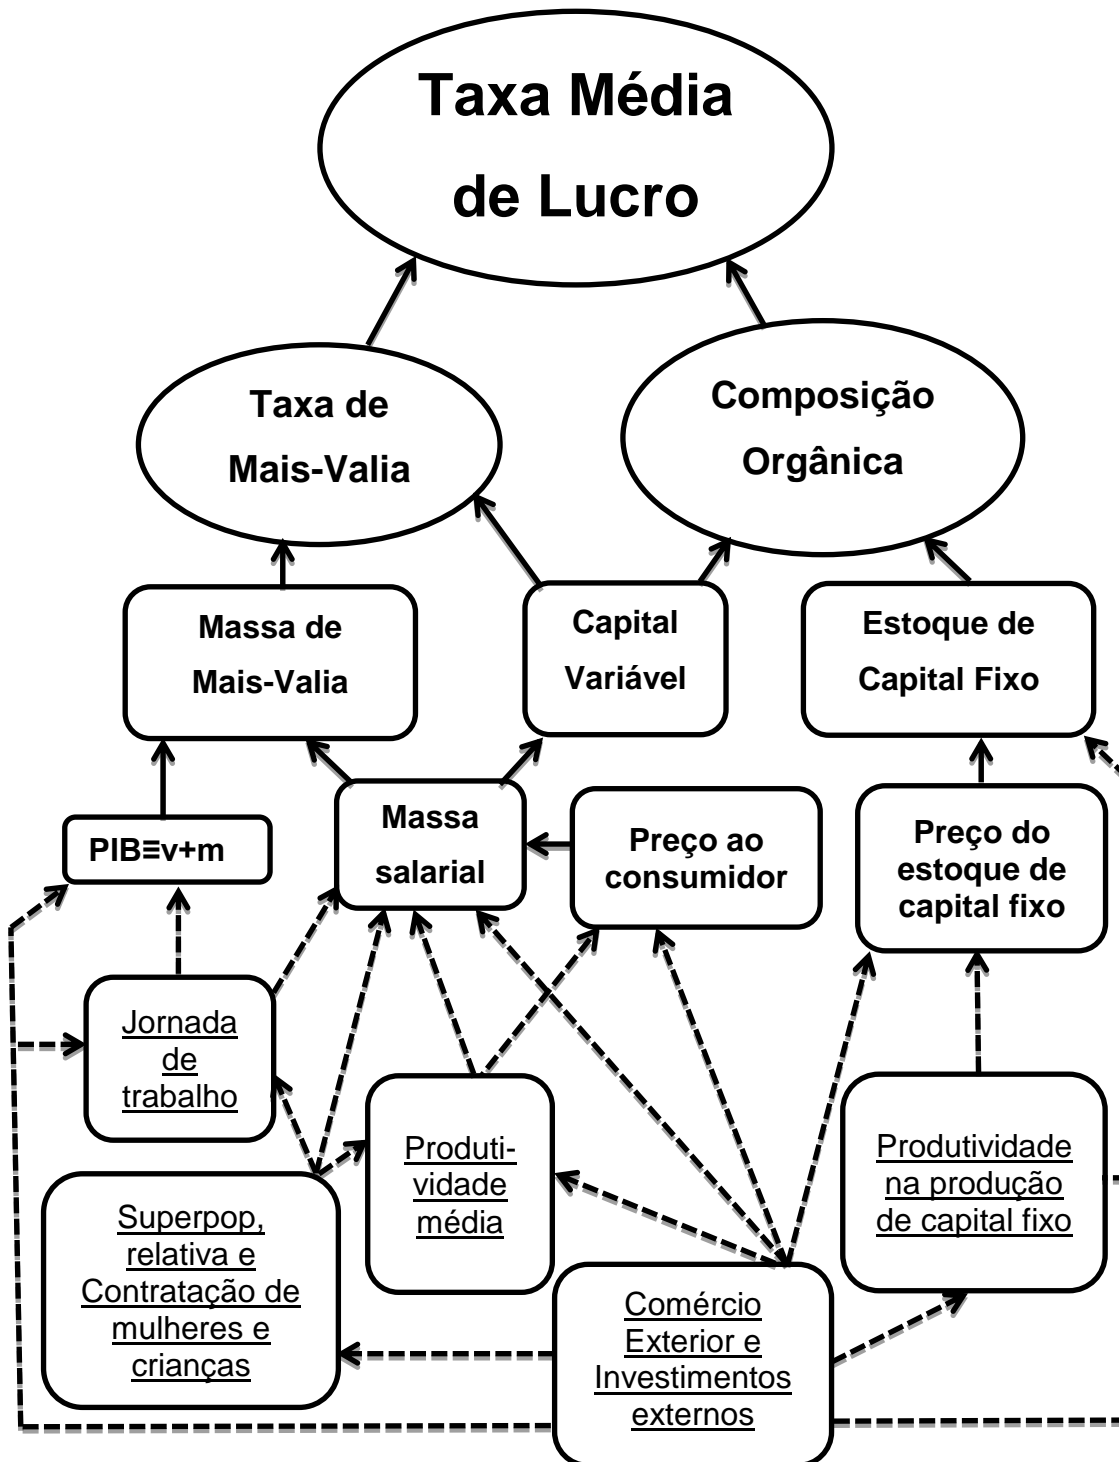 Taxa Média
de Lucro
Taxa de
Mais-Valia
Composição
Orgânica
Massa de
Mais-Valia
Capital
Variável
Estoque de
Capital Fixo
PIB≡v+m
Massa
salarial
Preço ao
consumidor
Preço do
estoque de
capital fixo
Jornada
de
trabalho
Produti-
vidade
média
Produtividade
na produção
de capital fixo
Superpop,
relativa e
Contratação de
mulheres e
crianças
Comércio
Exterior e
Investimentos
externos